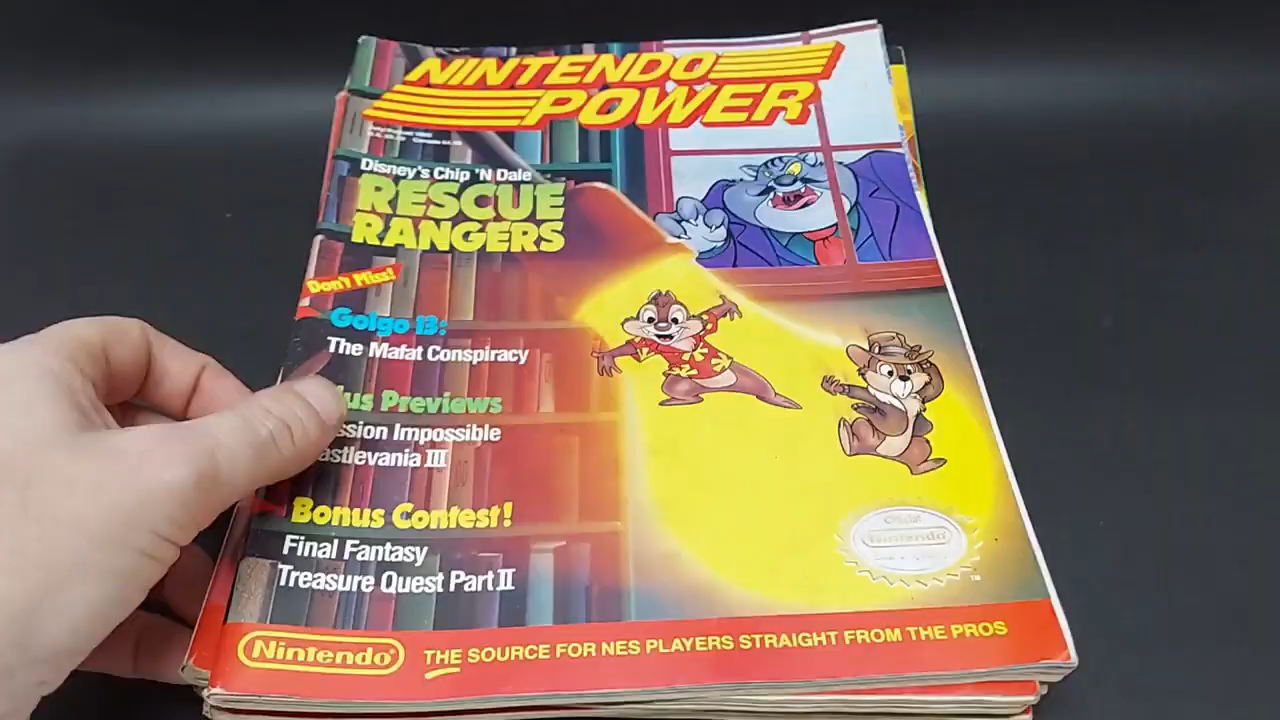 NINTENDO
POWER
Disney's Chip 'N Dale
RESCUE
RANGERS
Don't Miss!
Golgo 13:
The Mafat Conspiracy
lus Previews
ssion Impossible
astlevania III
Bonus Contest!
Final Fantasy
Treasure Quest Part II
Official
Nintendo
TM
Nintendo
THE SOURCE FOR NES PLAYERS STRAIGHT FROM THE PROS